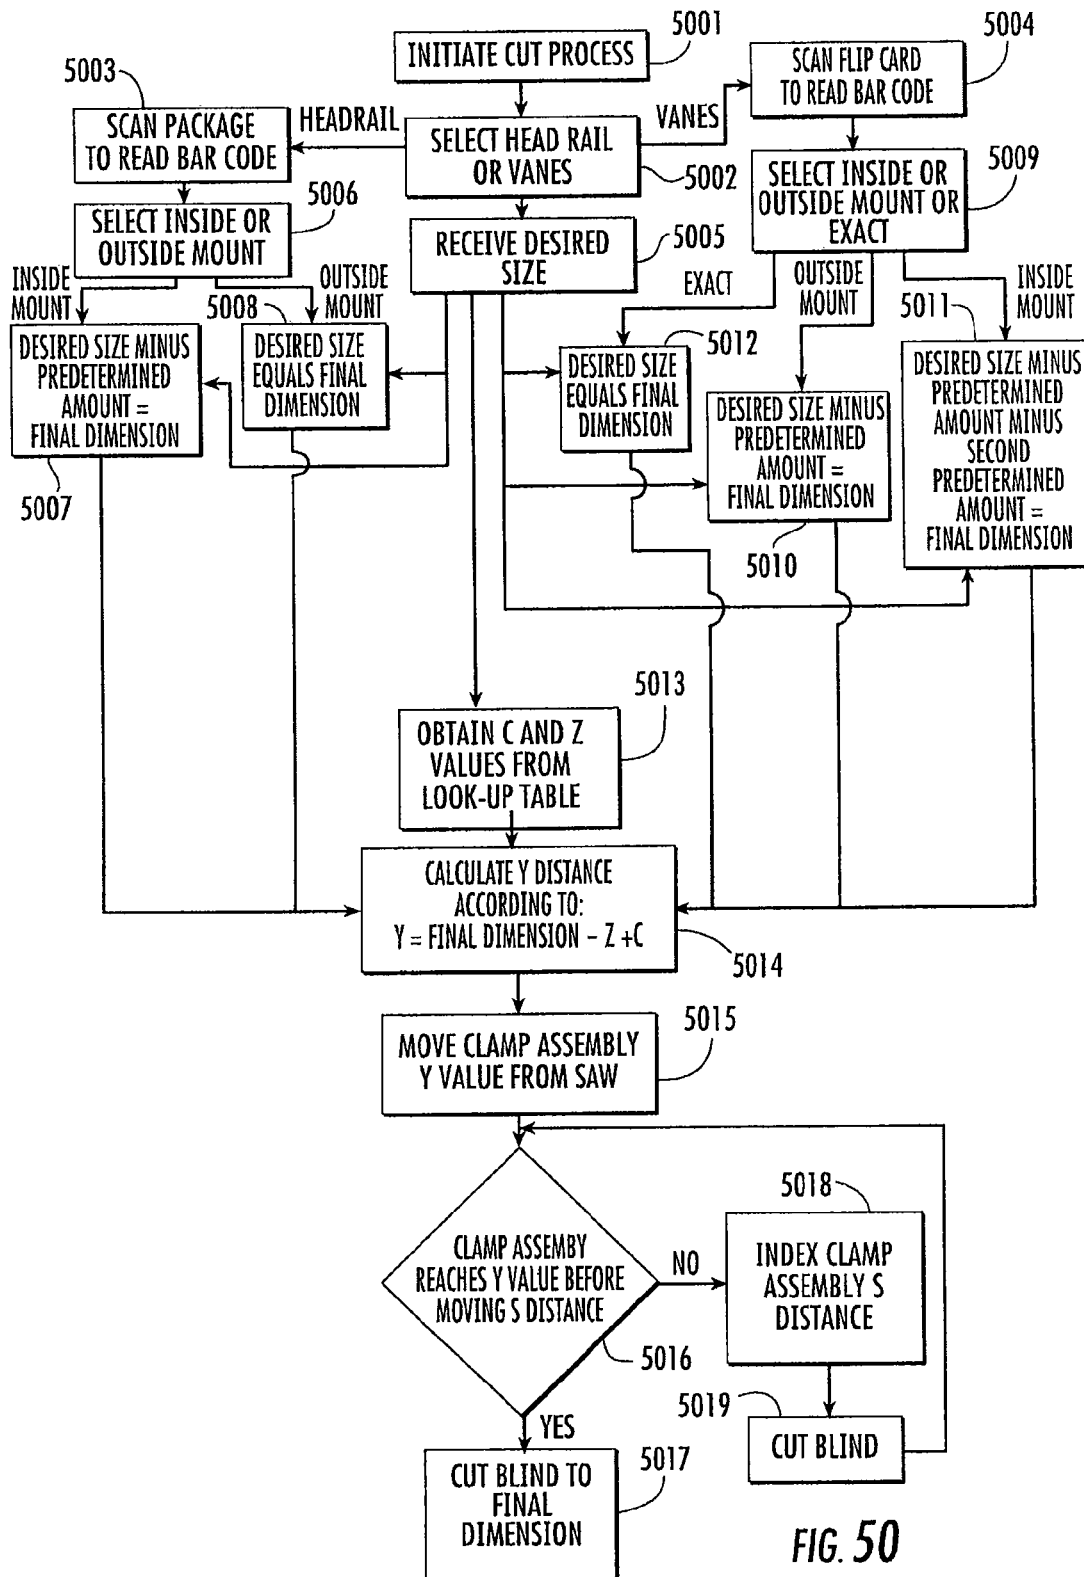 5001
INITIATE CUT PROCESS
5004
SCAN FLIP CARD
TO READ BAR CODE
5003
SCAN PACKAGE
TO READ BAR CODE
HEADRAIL
VANES
SELECT HEAD RAIL
OR VANES
5002
5009
SELECT INSIDE OR
OUTSIDE MOUNT OR
EXACT
5006
SELECT INSIDE OR
OUTSIDE MOUNT
RECEIVE DESIRED
SIZE
5005
INSIDE
MOUNT
OUTSIDE
MOUNT
EXACT
OUTSIDE
MOUNT
INSIDE
MOUNT
5008
5012
5011
DESIRED SIZE MINUS
PREDETERMINED
AMOUNT =
FINAL DIMENSION
5007
DESIRED SIZE
EQUALS FINAL
DIMENSION
DESIRED SIZE
EQUALS FINAL
DIMENSION
DESIRED SIZE MINUS
PREDETERMINED
AMOUNT =
FINAL DIMENSION
5010
DESIRED SIZE MINUS
PREDETERMINED
AMOUNT MINUS
SECOND
PREDETERMINED
AMOUNT =
FINAL DIMENSION
5013
OBTAIN C AND Z
VALUES FROM
LOOK-UP TABLE
CALCULATE Y DISTANCE
ACCORDING TO:
Y = FINAL DIMENSION – Z +C
5014
5015
MOVE CLAMP ASSEMBLY
Y VALUE FROM SAW
CLAMP ASSEMBY
REACHES Y VALUE BEFORE
MOVING S DISTANCE
5016
NO
5018
INDEX CLAMP
ASSEMBLY S
DISTANCE
5019
CUT BLIND
YES
5017
CUT BLIND TO
FINAL
DIMENSION
FIG. 50